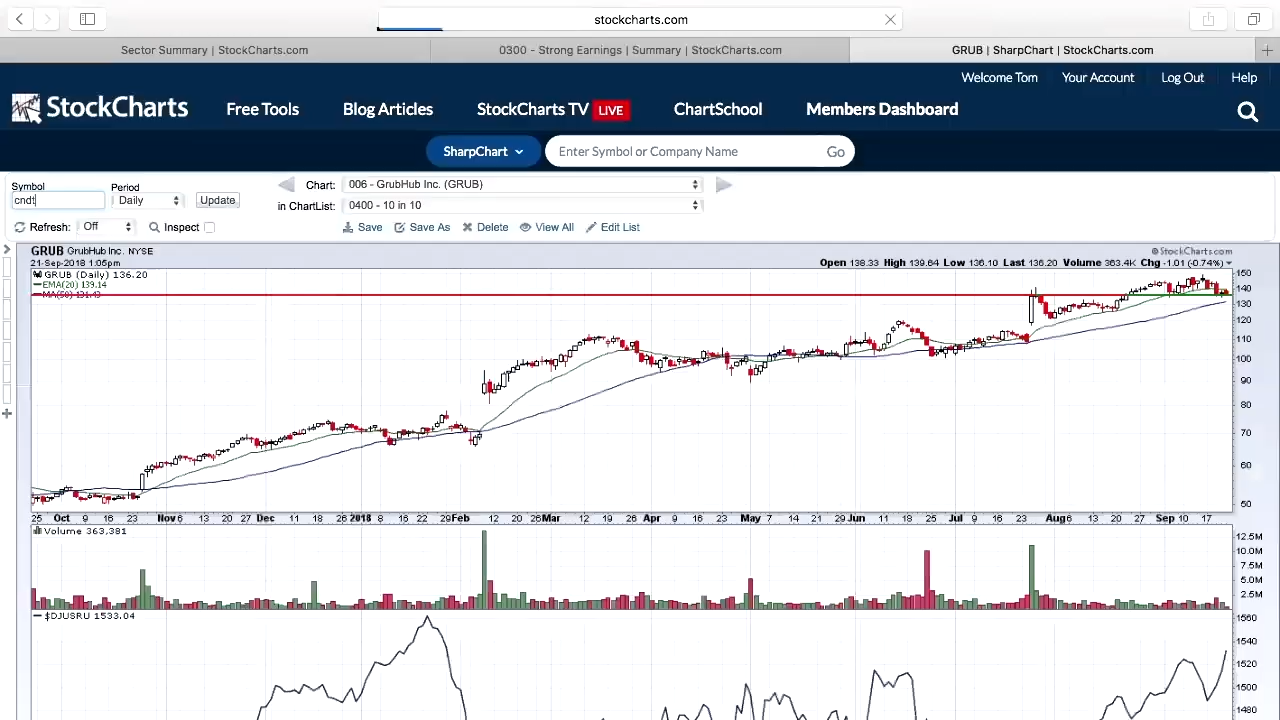 stockcharts.com
Sector Summary | StockCharts.com
0300 - Strong Earnings | Summary | StockCharts.com
GRUB | SharpChart | StockCharts.com
Welcome Tom
Your Account
Log Out
Help
StockCharts
Free Tools
Blog Articles
StockCharts TV LIVE
ChartSchool
Members Dashboard
SharpChart
Enter Symbol or Company Name
Go
Symbol
Period
Chart: 006 - GrubHub Inc. (GRUB)
cndt
Daily
Update
in ChartList: 0400 - 10 in 10
Refresh: Off
Inspect
Save
Save As
Delete
View All
Edit List
GRUB GrubHub Inc. NYSE
© StockCharts.com
21-Sep-2018 1:05pm
Open 138.33 High 139.64 Low 136.10 Last 136.20 Volume 363.4K Chg -1.01 (-0.74%)
GRUB (Daily) 136.20
EMA(20) 139.14
MA(50) 131.43
150
140
130
120
110
100
90
80
70
60
50
25 Oct 9 16 23 Nov 6 13 20 27 Dec 11 18 26 2018 8 16 22 29 Feb 12 20 26 Mar 12 19 26 Apr 9 16 23 May 7 14 21 29 Jun 11 18 25 Jul 9 16 23 Aug 6 13 20 27 Sep 10 17
Volume 363,381
12.5M
10.0M
7.5M
5.0M
2.5M
$DJUSRU 1533.04
1560
1540
1520
1500
1480